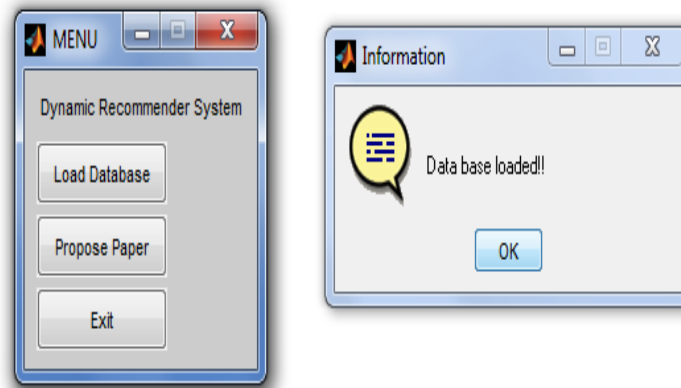 MENU
Dynamic Recommender System
Load Database
Propose Paper
Exit
Information
Data base loaded!!
OK